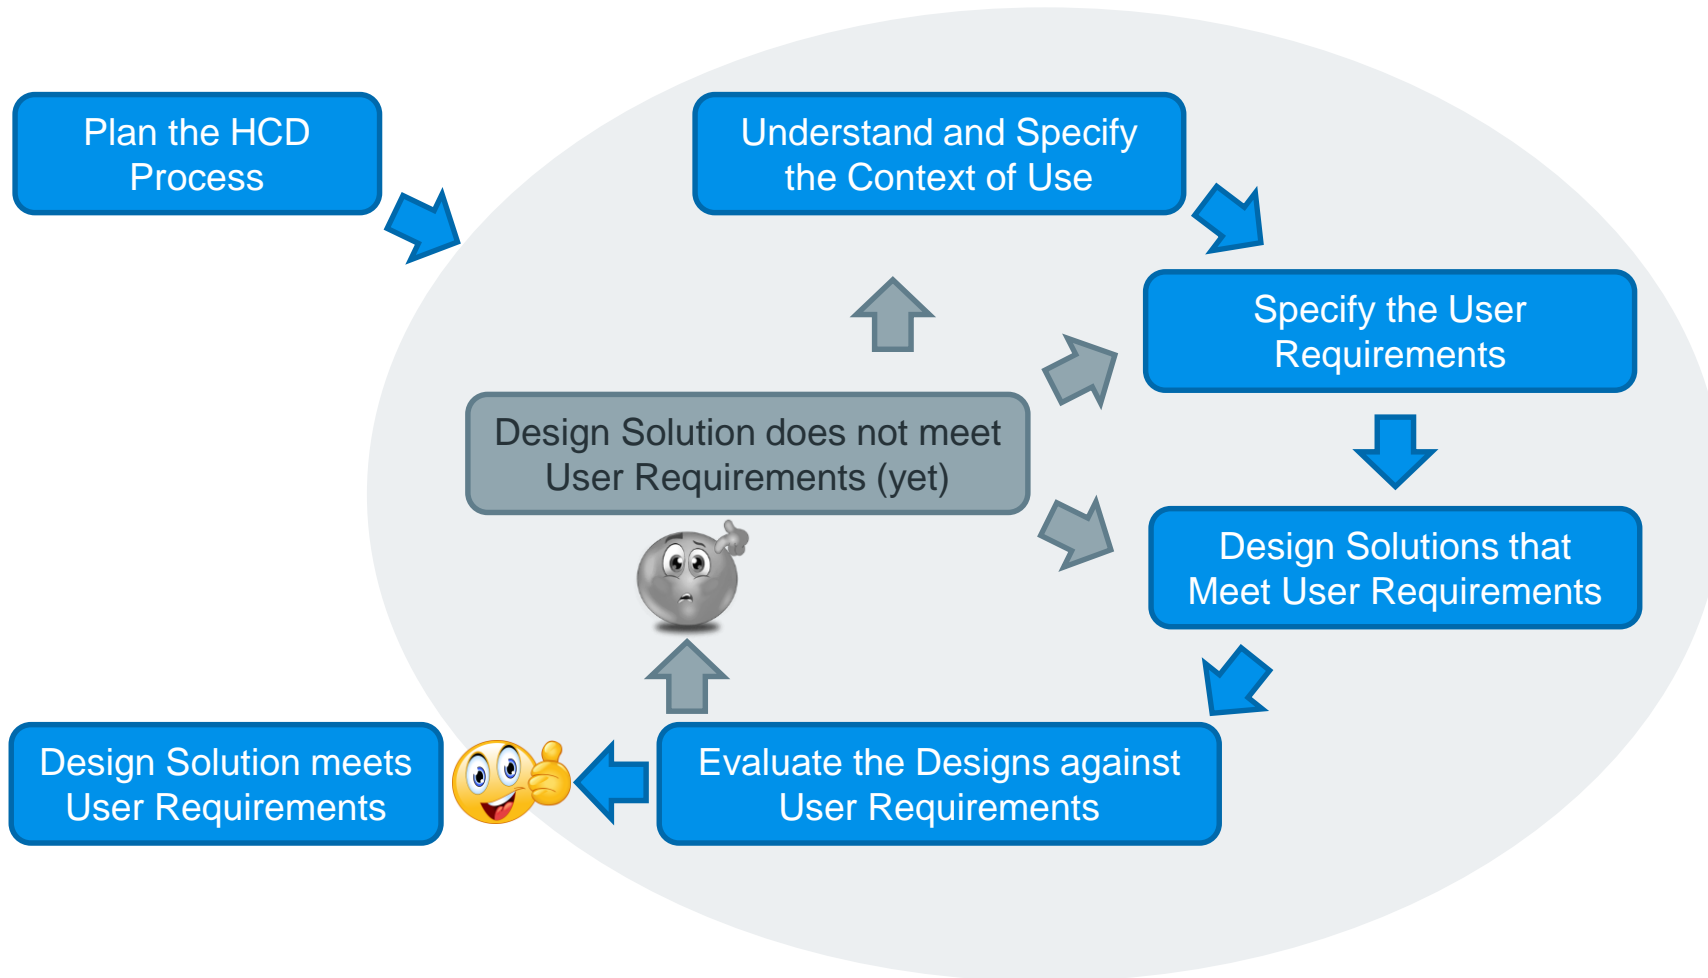 Plan the HCD
Process
Understand and Specify
the Context of Use
Specify the User
Requirements
Design Solution does not meet
User Requirements (yet)
Design Solutions that
Meet User Requirements
Evaluate the Designs against
User Requirements
Design Solution meets
User Requirements